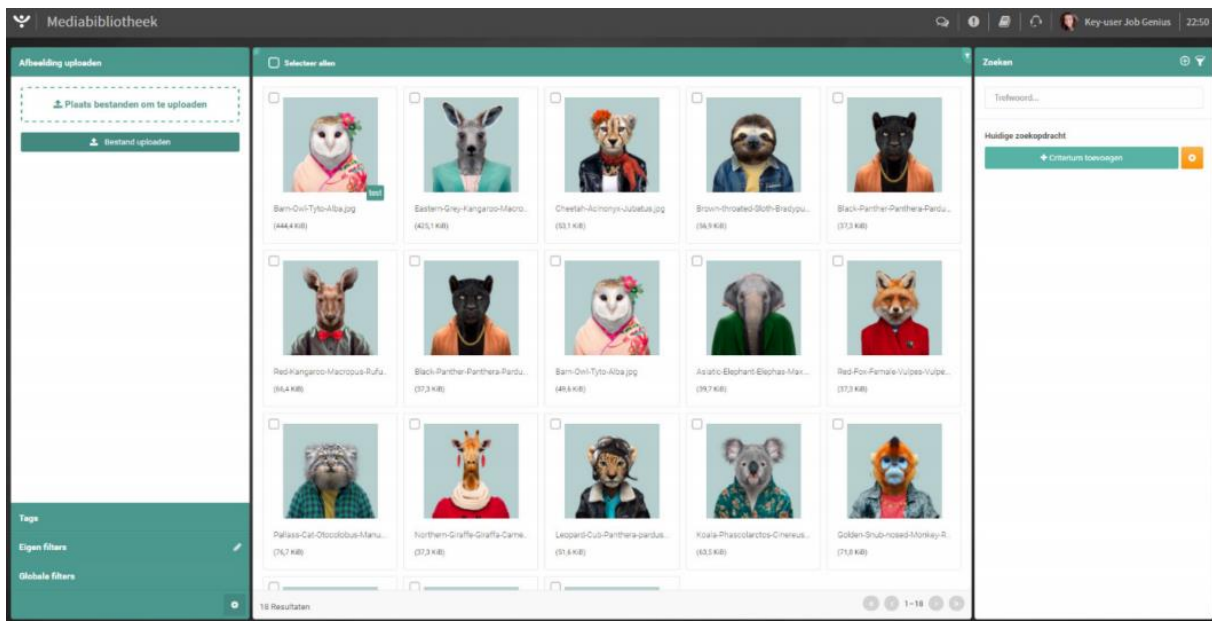 Mediabibliotheek
Key-user Job Genius
22:50
Afbeelding uploaden
Plaats bestanden om te uploaden
Bestand uploaden
Tags
Eigen filters
Globale filters
Selecteer allen
test
Barn-Owl-Tyto-Alba.jpg
(444,4 KiB)
Eastern-Grey-Kangaroo-Macro...
(425,1 KiB)
Cheetah-Acinonyx-Jubatus.jpg
(53,1 KiB)
Brown-throated-Sloth-Bradypu...
(56,9 KiB)
Black-Panther-Panthera-Pardu...
(37,3 KiB)
Red-Kangaroo-Macropus-Rufu...
(66,4 KiB)
Black-Panther-Panthera-Pardu...
(37,3 KiB)
Barn-Owl-Tyto-Alba.jpg
(49,6 KiB)
Asiatic-Elephant-Elephas-Max...
(39,7 KiB)
Red-Fox-Female-Vulpes-Vulpe...
(37,3 KiB)
Pallass-Cat-Otocolobus-Manu...
(76,7 KiB)
Northern-Giraffe-Giraffa-Came...
(37,3 KiB)
Leopard-Cub-Panthera-pardus...
(51,6 KiB)
Koala-Phascolarctos-Cinereus...
(63,5 KiB)
Golden-Snub-nosed-Monkey-R...
(71,0 KiB)
18 Resultaten
1-18
Zoeken
Trefwoord...
Huidige zoekopdracht
Criterium toevoegen